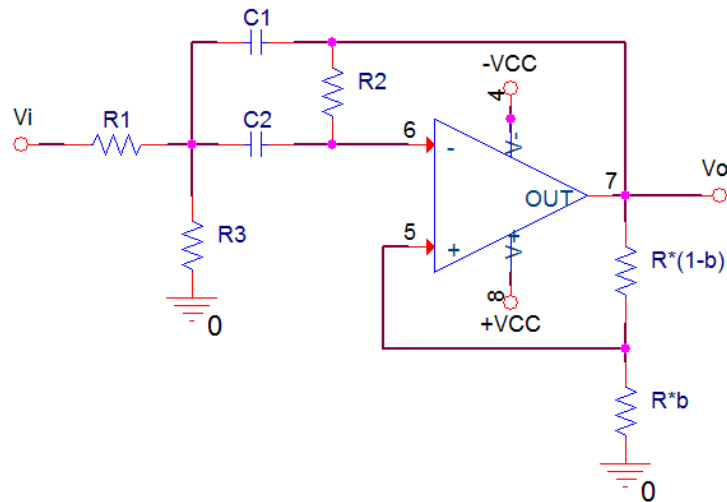 C1
-VCC
4
R2
Vi
R1
C2
6
-
V-
Vo
7
OUT
R3
5
+
V+
R*(1-b)
8
+VCC
0
R*b
0